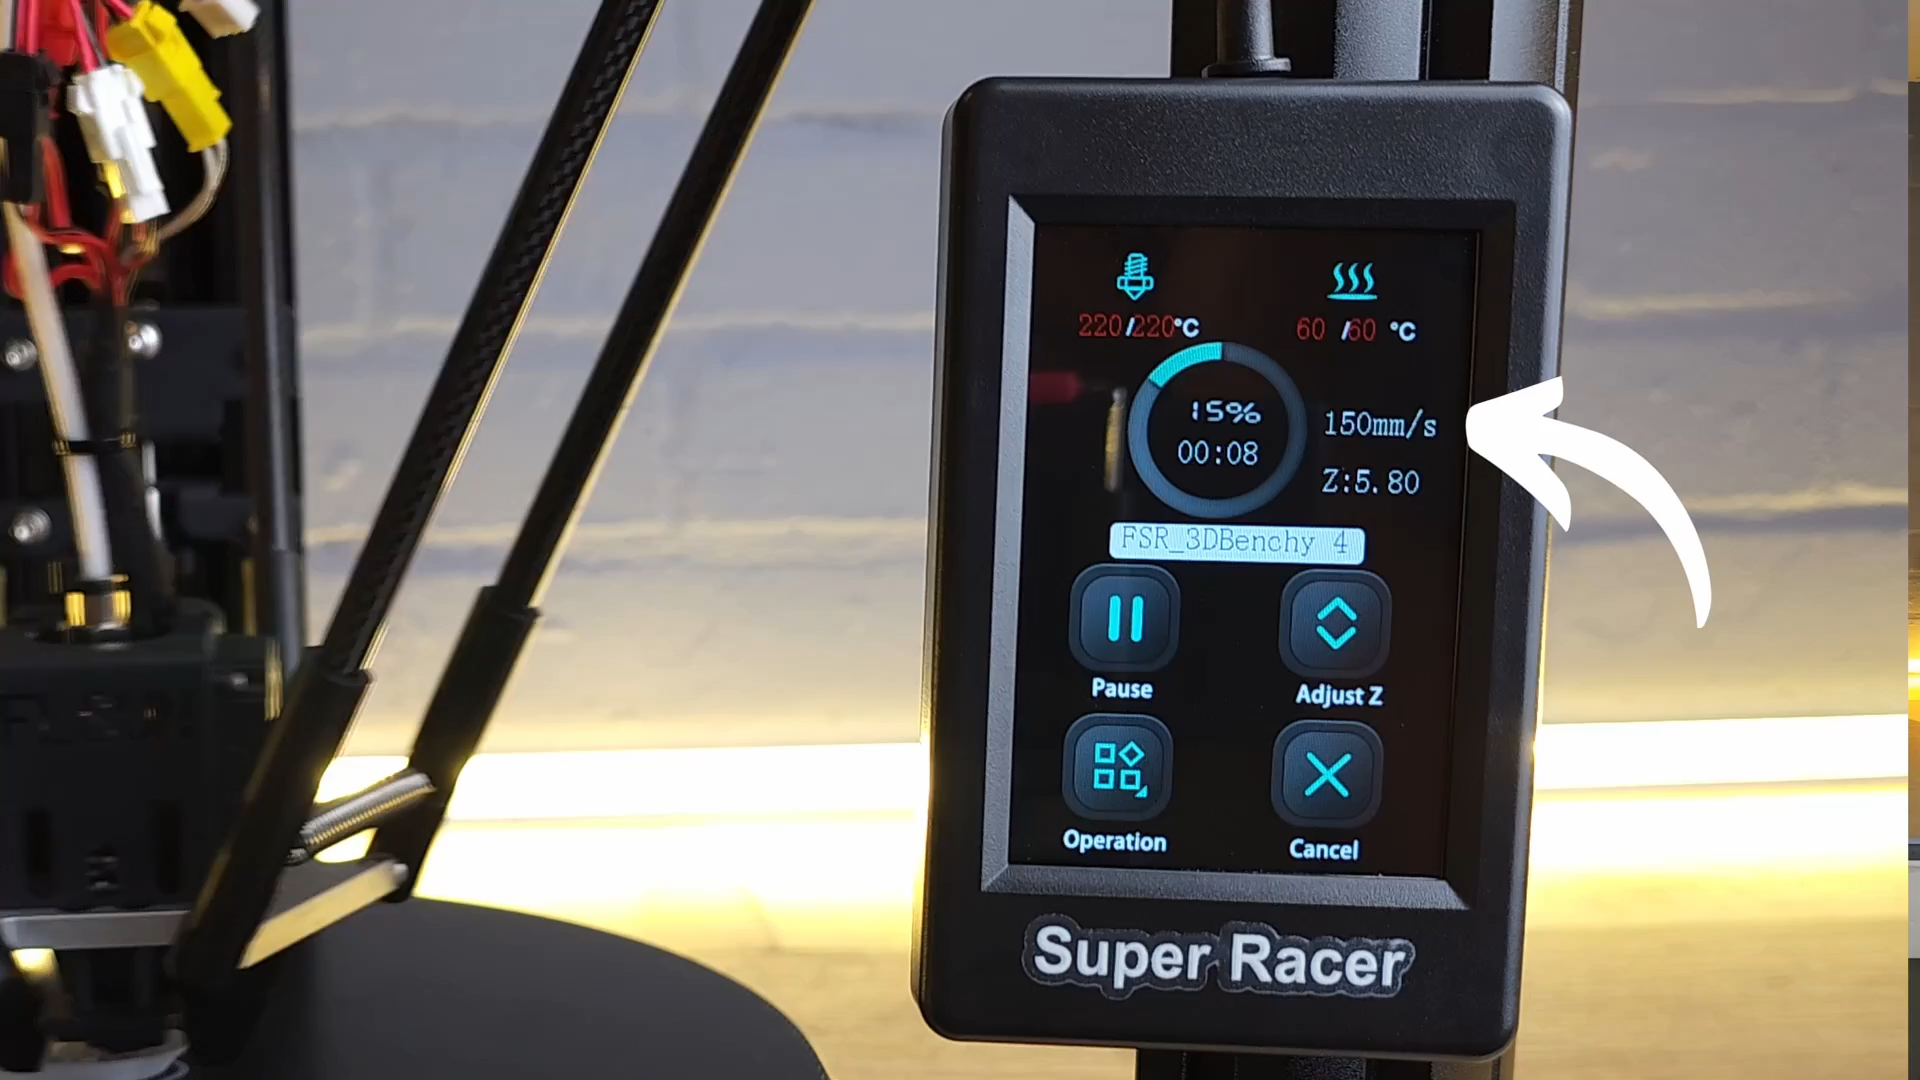 220/220°C
60 /60 °C
15%
00:08
150mm/s
Z:5.80
FSR_3DBenchy 4
Pause
Adjust Z
Operation
Cancel
Super Racer